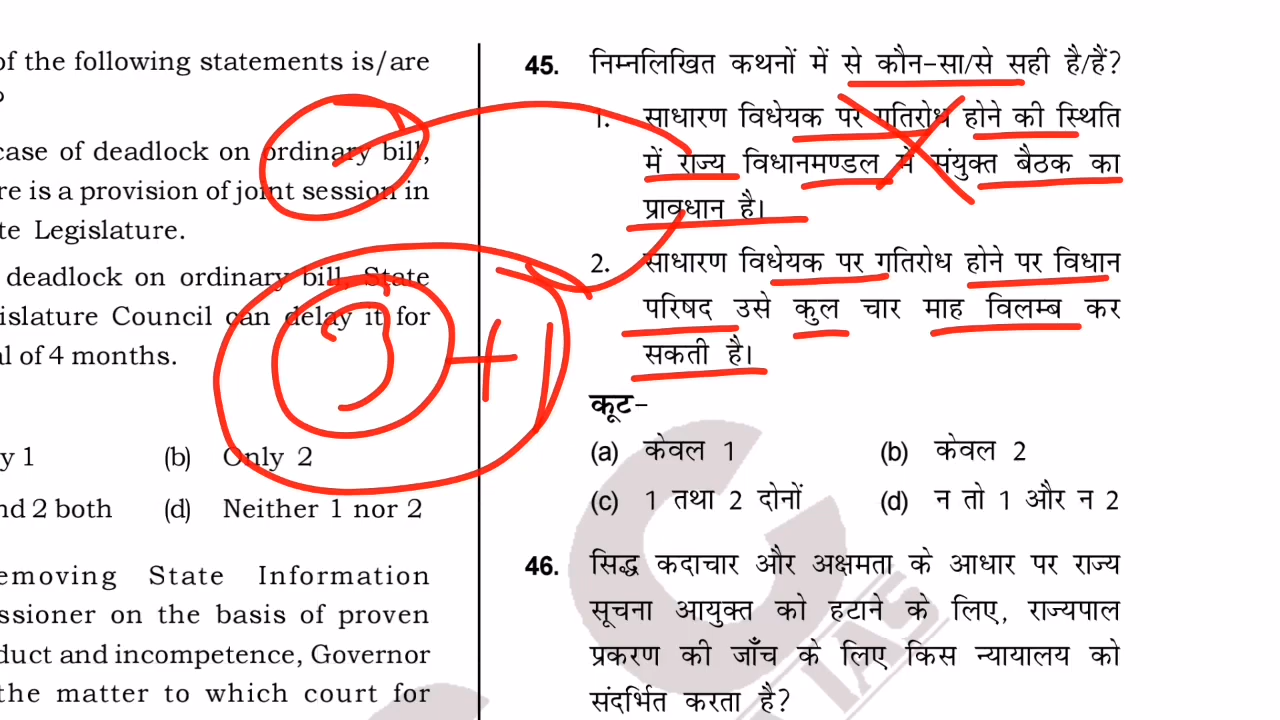 of the following statements is/are
?
case of deadlock on ordinary bill,
re is a provision of joint session in
te Legislature.
deadlock on ordinary bill, State
islature Council can delay it for
al of 4 months.
y 1 (b) Only 2
nd 2 both (d) Neither 1 nor 2
emoving State Information
ssioner on the basis of proven
duct and incompetence, Governor
the matter to which court for
3 + 1
45. निम्नलिखित कथनों में से कौन-सा/से सही है/हैं?
1. साधारण विधेयक पर गतिरोध होने की स्थिति
में राज्य विधानमण्डल में संयुक्त बैठक का
प्रावधान है।
2. साधारण विधेयक पर गतिरोध होने पर विधान
परिषद उसे कुल चार माह विलम्ब कर
सकती है।
कूट-
(a) केवल 1 (b) केवल 2
(c) 1 तथा 2 दोनों (d) न तो 1 और न 2
46. सिद्ध कदाचार और अक्षमता के आधार पर राज्य
सूचना आयुक्त को हटाने के लिए, राज्यपाल
प्रकरण की जाँच के लिए किस न्यायालय को
संदर्भित करता है?
IAS